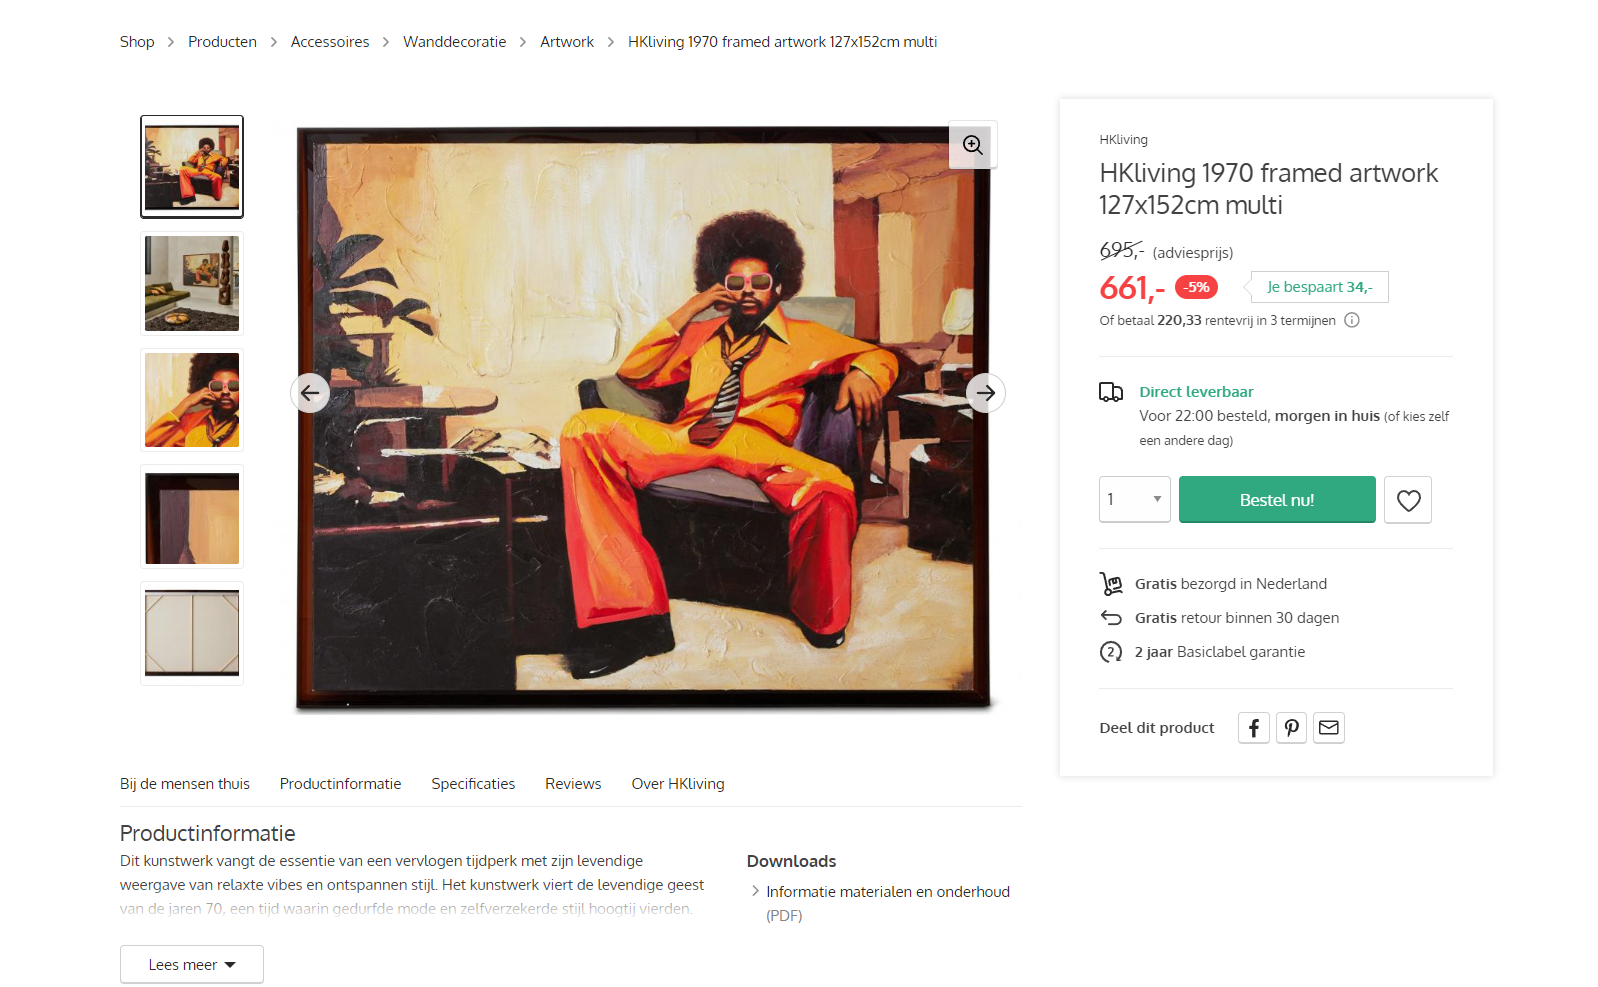 Shop > Producten > Accessoires > Wanddecoratie > Artwork > HKliving 1970 framed artwork 127x152cm multi
HKliving
HKliving 1970 framed artwork
127x152cm multi
695,- (adviesprijs)
661,- -5% Je bespaart 34,-
Of betaal 220,33 rentevrij in 3 termijnen
Direct leverbaar
Voor 22:00 besteld, morgen in huis (of kies zelf
een andere dag)
1
Bestel nu!
Gratis bezorgd in Nederland
Gratis retour binnen 30 dagen
2 2 jaar Basiclabel garantie
Deel dit product
Bij de mensen thuis Productinformatie Specificaties Reviews Over HKliving
Productinformatie
Dit kunstwerk vangt de essentie van een vervlogen tijdperk met zijn levendige
weergave van relaxte vibes en ontspannen stijl. Het kunstwerk viert de levendige geest
van de jaren 70, een tijd waarin gedurfde mode en zelfverzekerde stijl hoogtij vierden.
Lees meer
Downloads
Informatie materialen en onderhoud
(PDF)